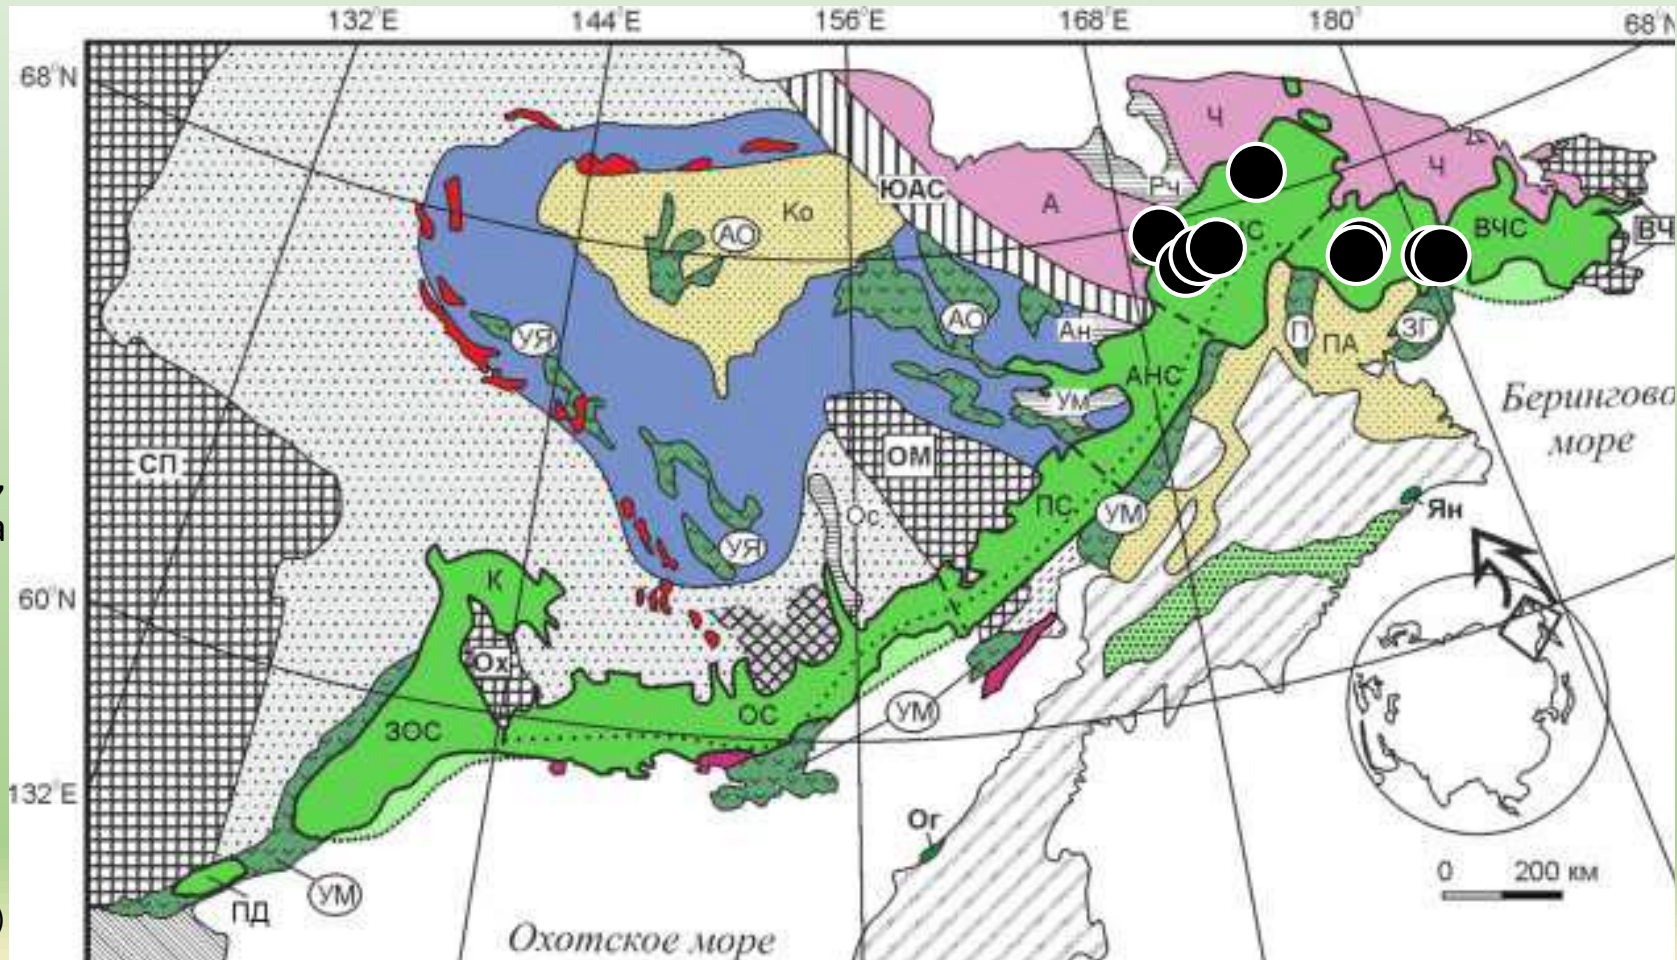 132°E 144°E 156°E 168°E 180° 68°N
68°N
Ч
Ч
ЮАС
Рч
А
Ко
АО
ВЧС
ВЧ
АО
Ан
УЯ
П
ЗГ
ПА
АНС
УМ
Берингово
море
СП
ОМ
ПС
Ос
УМ
Ян
УЯ
К
60°N
Ох
УМ
ОС
ЗОС
132°E
Ог
0 200 км
УМ
ПД
Охотское море